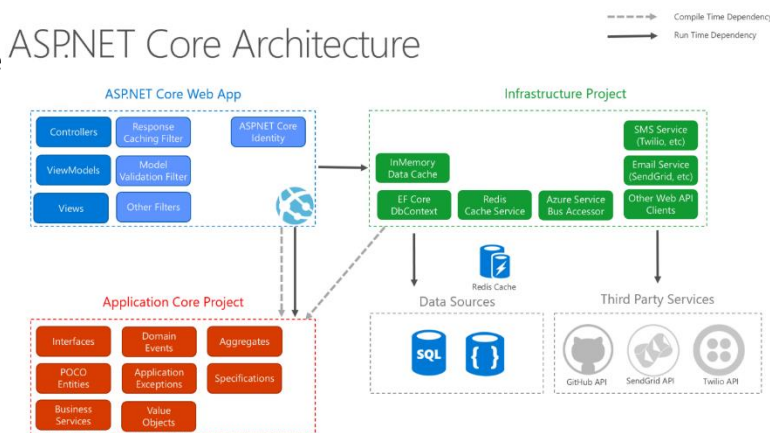 Compile Time Dependency
Run Time Dependency
ASP.NET Core Architecture
e
ASP.NET Core Web App
Controllers
Response
Caching Filter
ASP.NET Core
Identity
ViewModels
Model
Validation Filter
Views
Other Filters
Infrastructure Project
SMS Service
(Twilio, etc)
InMemory
Data Cache
Email Service
(SendGrid, etc)
EF Core
DbContext
Redis
Cache Service
Azure Service
Bus Accessor
Other Web API
Clients
Redis Cache
Application Core Project
Interfaces
Domain
Events
Aggregates
POCO
Entities
Application
Exceptions
Specifications
Business
Services
Value
Objects
Data Sources
SQL
{ }
Third Party Services
GitHub API
SendGrid API
Twilio API